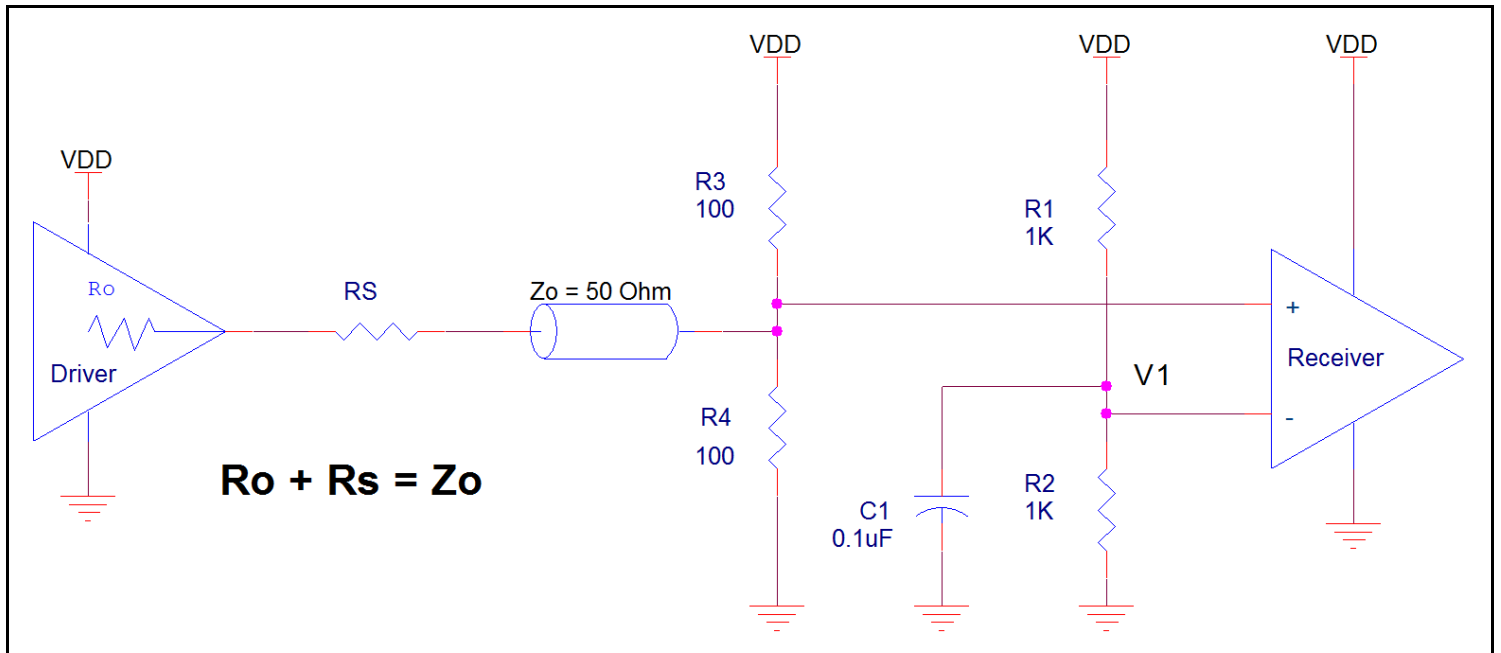 VDD
VDD
VDD
VDD
R3
100
R1
1K
Ro
RS
Zo = 50 Ohm
+
Driver
Receiver
V1
-
R4
100
Ro + Rs = Zo
R2
1K
C1
0.1uF